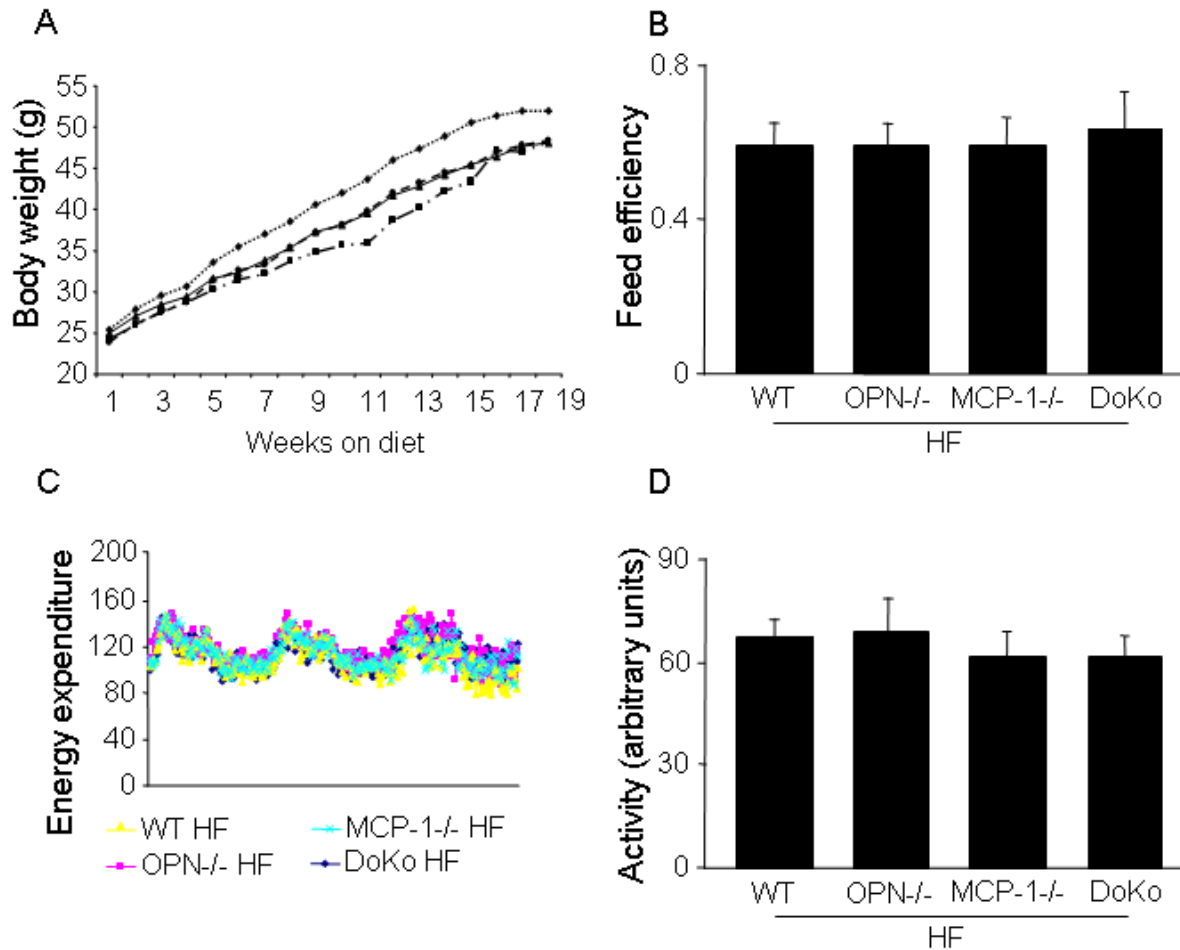 A
Body weight (g)
55
50
45
40
35
30
25
20
1 3 5 7 9 11 13 15 17 19
Weeks on diet
B
Feed efficiency
0.8
0.4
0
WT OPN-/- MCP-1-/- DoKo
HF
C
Energy expenditure
200
160
120
80
40
0
WT HF
MCP-1-/- HF
OPN-/- HF
DoKo HF
D
Activity (arbitrary units)
90
60
30
0
WT OPN-/- MCP-1-/- DoKo
HF